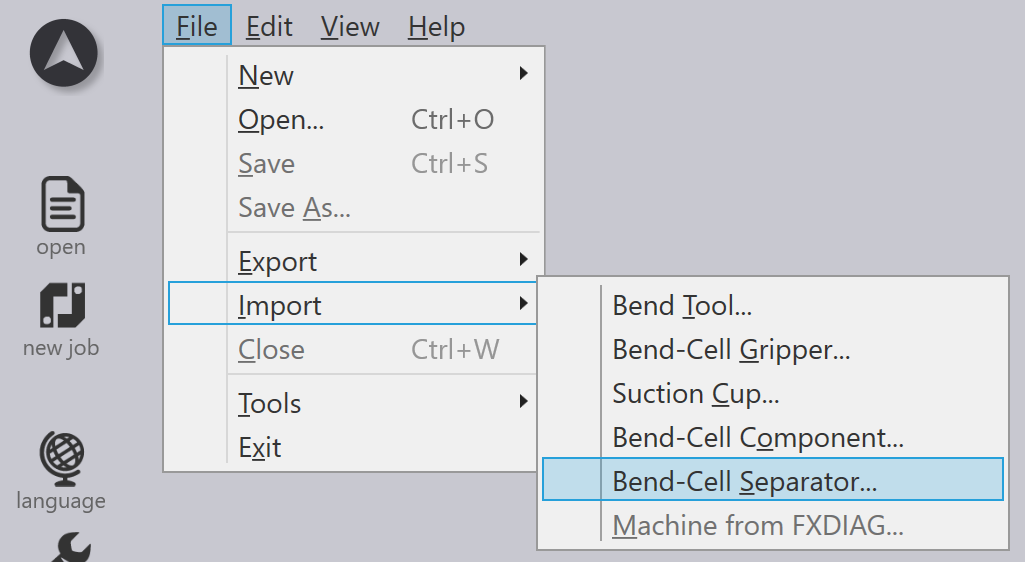 File Edit View Help
New
Open... Ctrl+O
Save Ctrl+S
Save As...
Export
Import
Close Ctrl+W
Tools
Exit
Bend Tool...
Bend-Cell Gripper...
Suction Cup...
Bend-Cell Component...
Bend-Cell Separator...
Machine from FXDIAG...
open
new job
language